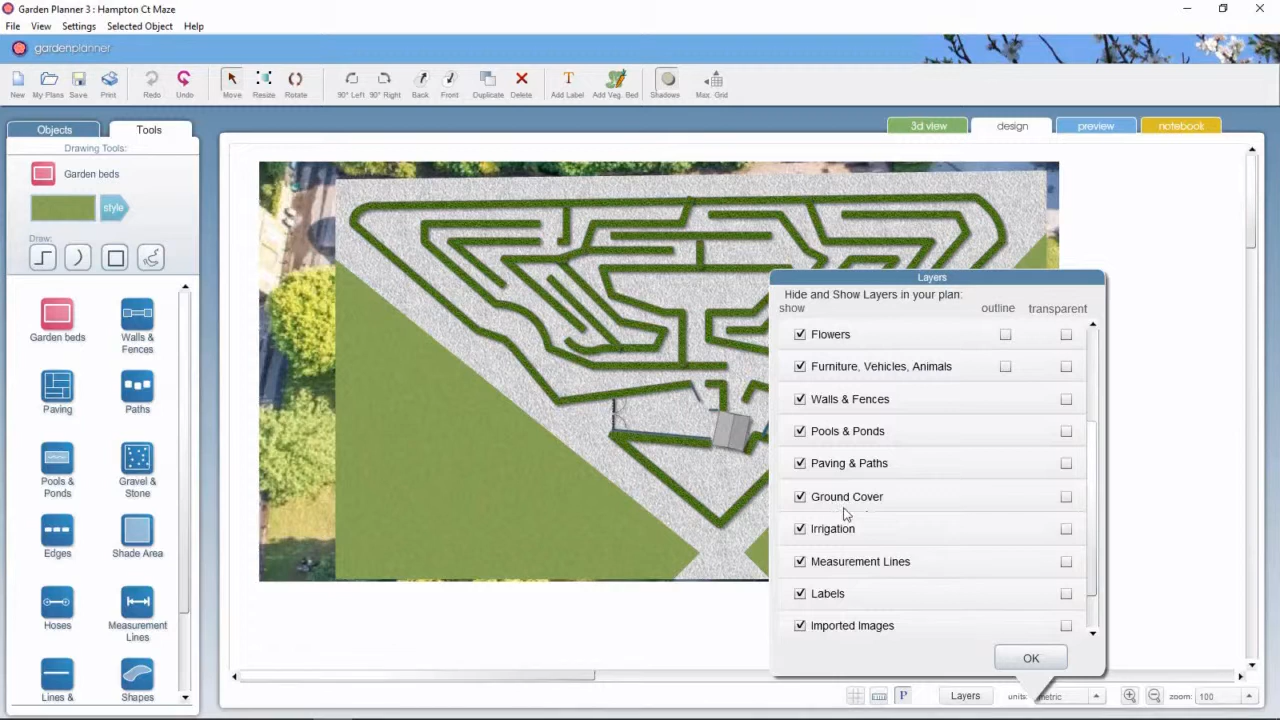 Garden Planner 3 : Hampton Ct Maze
File View Settings Selected Object Help
gardenplanner
New My Plans Save Print Redo Undo Move Resize Rotate 90° Left 90° Right Back Front Duplicate Delete Add Label Add Veg. Bed Shadows Max. Grid
Objects Tools
3d view design preview notebook
Drawing Tools:
Garden beds
style
Draw:
Garden beds
Walls &
Fences
Paving
Paths
Pools &
Ponds
Gravel &
Stone
Edges
Shade Area
Hoses
Measurement
Lines
Lines &
Shapes
Layers
Hide and Show Layers in your plan:
show outline transparent
Flowers
Furniture, Vehicles, Animals
Walls & Fences
Pools & Ponds
Paving & Paths
Ground Cover
Irrigation
Measurement Lines
Labels
Imported Images
OK
P Layers units: metric zoom: 100